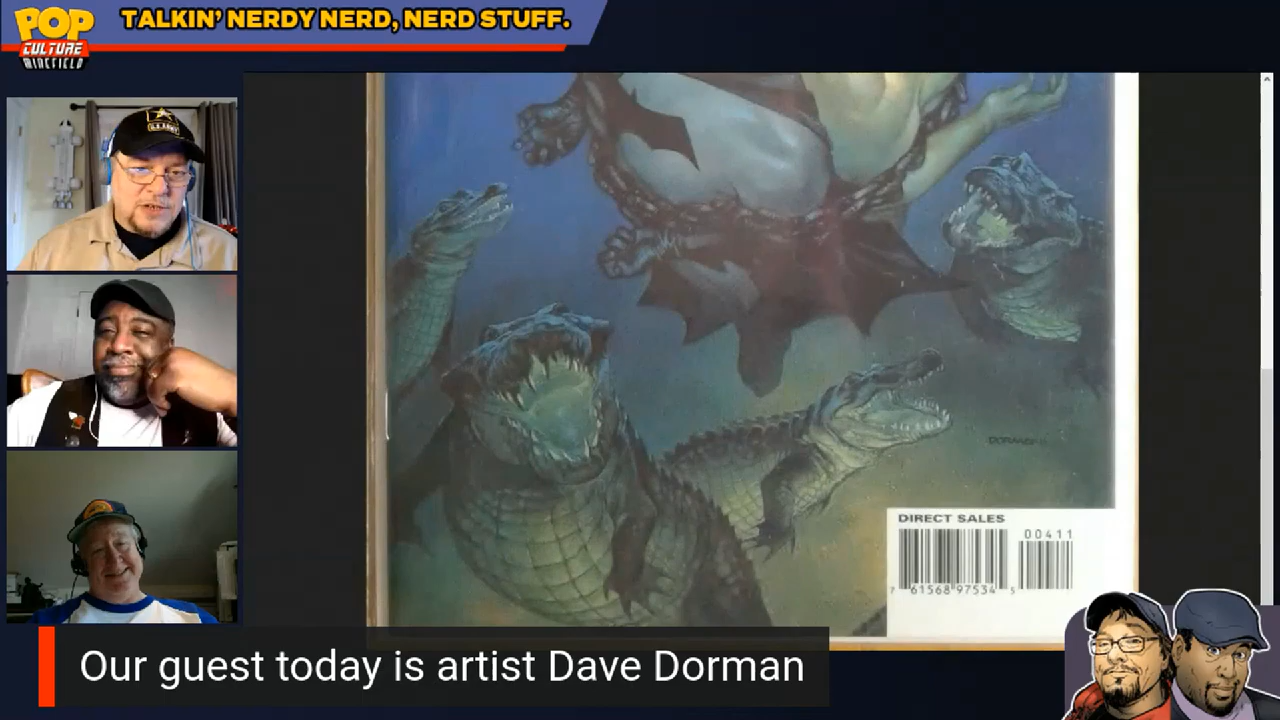 POP
CULTURE
MINEFIELD
TALKIN' NERDY NERD, NERD STUFF.
U.S. ARMY
DORMAN
DIRECT SALES
00411
7 61568 97534 5
Our guest today is artist Dave Dorman